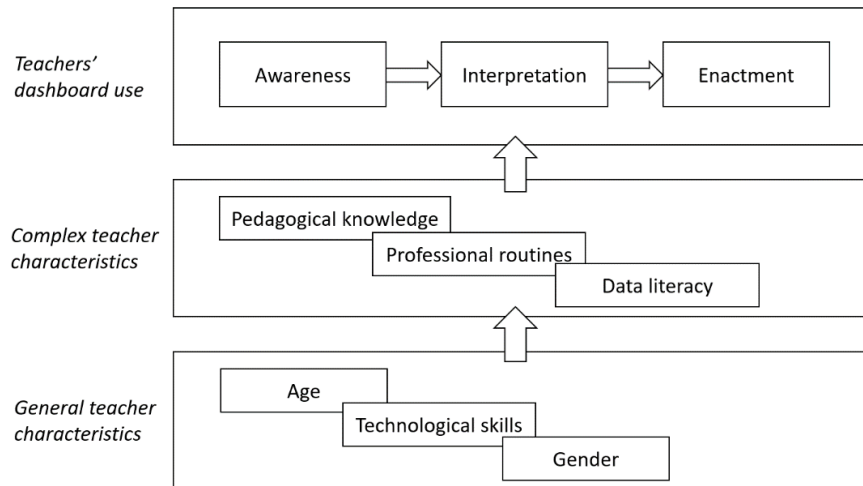 Teachers'
dashboard use
Awareness
Interpretation
Enactment
Complex teacher
characteristics
Pedagogical knowledge
Professional routines
Data literacy
General teacher
characteristics
Age
Technological skills
Gender